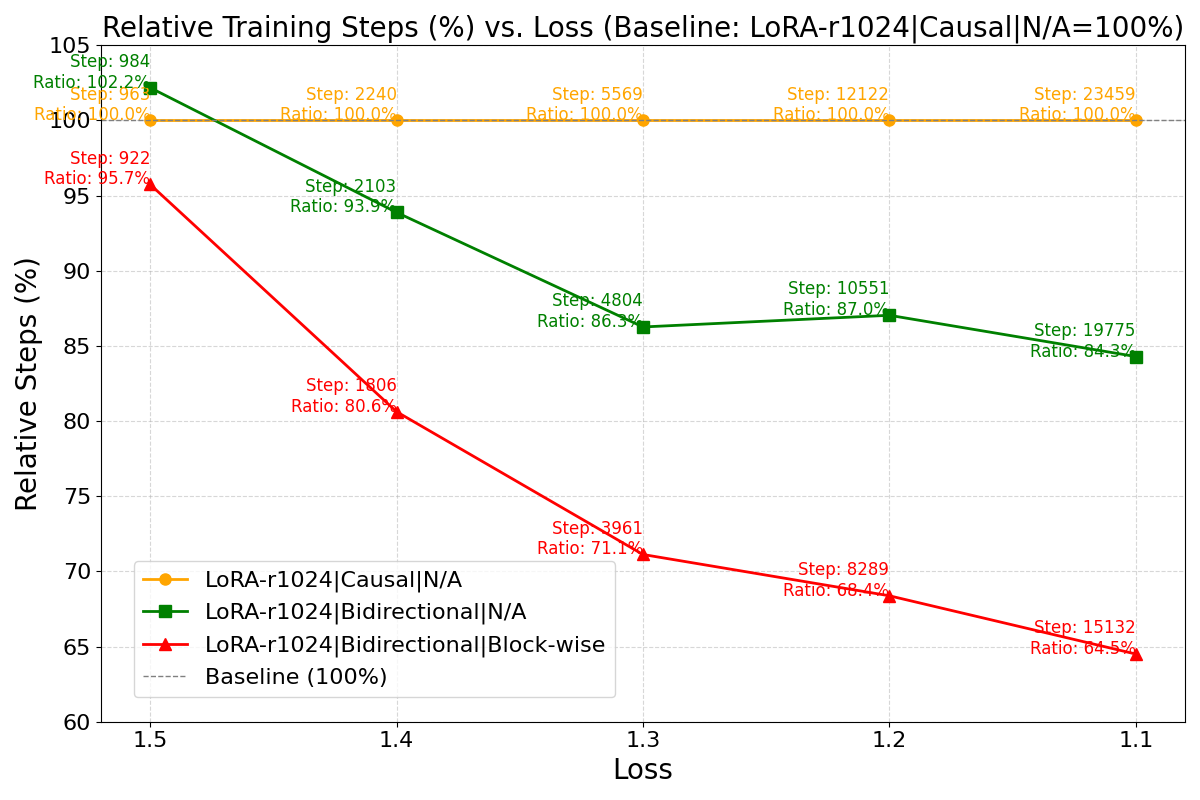 Relative Training Steps (%) vs. Loss (Baseline: LoRA-r1024|Causal|N/A=100%)
Relative Steps (%)
105
100
95
90
85
80
75
70
65
60
Step: 984
Ratio: 102.2%
Step: 963
Ratio: 100.0%
Step: 2240
Ratio: 100.0%
Step: 5569
Ratio: 100.0%
Step: 12122
Ratio: 100.0%
Step: 23459
Ratio: 100.0%
Step: 922
Ratio: 95.7%
Step: 2103
Ratio: 93.9%
Step: 4804
Ratio: 86.3%
Step: 10551
Ratio: 87.0%
Step: 19775
Ratio: 84.3%
Step: 1806
Ratio: 80.6%
Step: 3961
Ratio: 71.1%
Step: 8289
Ratio: 68.4%
Step: 15132
Ratio: 64.5%
LoRA-r1024|Causal|N/A
LoRA-r1024|Bidirectional|N/A
LoRA-r1024|Bidirectional|Block-wise
Baseline (100%)
1.5
1.4
1.3
1.2
1.1
Loss